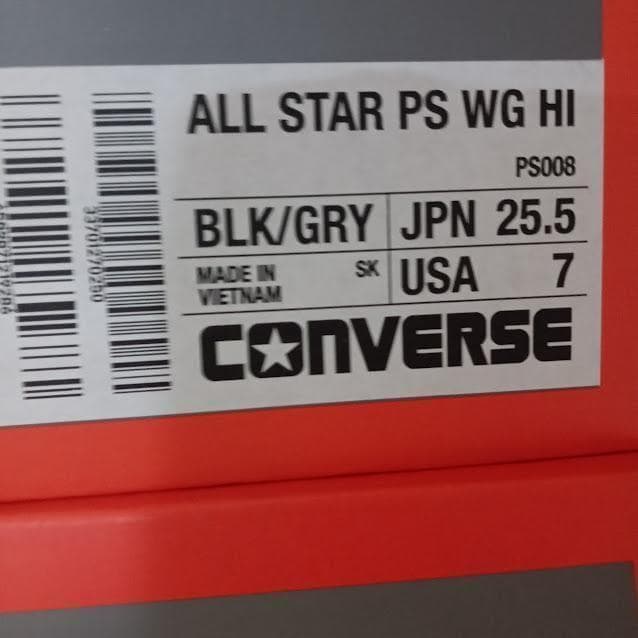 ALL STAR PS WG HI
PS008
BLK/GRY JPN 25.5
MADE IN VIETNAM SK USA 7
CONVERSE